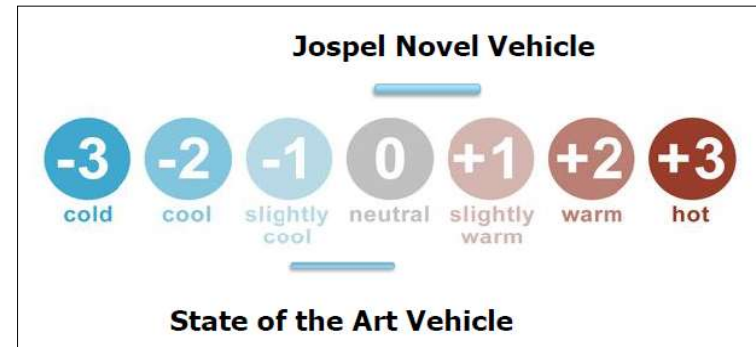 Jospel Novel Vehicle
-3 -2 -1 0 +1 +2 +3
cold cool slightly neutral slightly warm hot
cool warm
State of the Art Vehicle